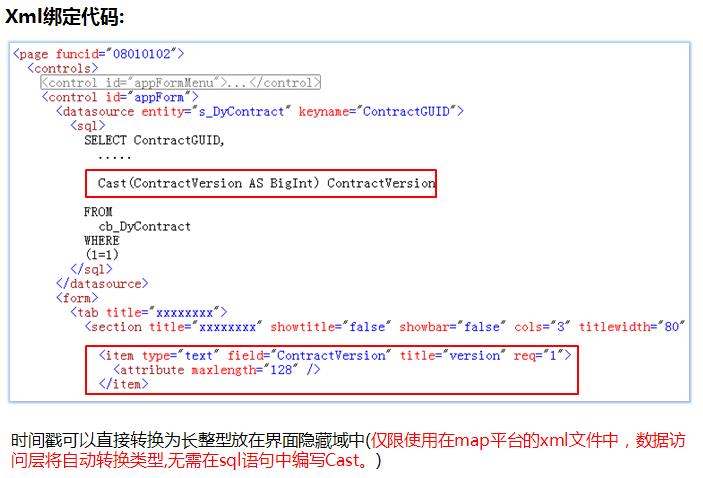 Xml绑定代码:
<page funcid="08010102">
<controls>
<control id="appFormMenu">...</control>
<control id="appForm">
<datasource entity="s_DyContract" keyname="ContractGUID">
<sql>
SELECT ContractGUID,
.....
Cast(ContractVersion AS BigInt) ContractVersion
FROM
cb_DyContract
WHERE
(1=1)
</sql>
</datasource>
<form>
<tab title="xxxxxxxx">
<section title="xxxxxxxx" showtitle="false" showbar="false" cols="3" titlewidth="80"
<item type="text" field="ContractVersion" title="version" req="1">
<attribute maxlength="128" />
</item>
时间戳可以直接转换为长整型放在界面隐藏域中(仅限使用在map平台的xml文件中，数据访
问层将自动转换类型,无需在sql语句中编写Cast。)